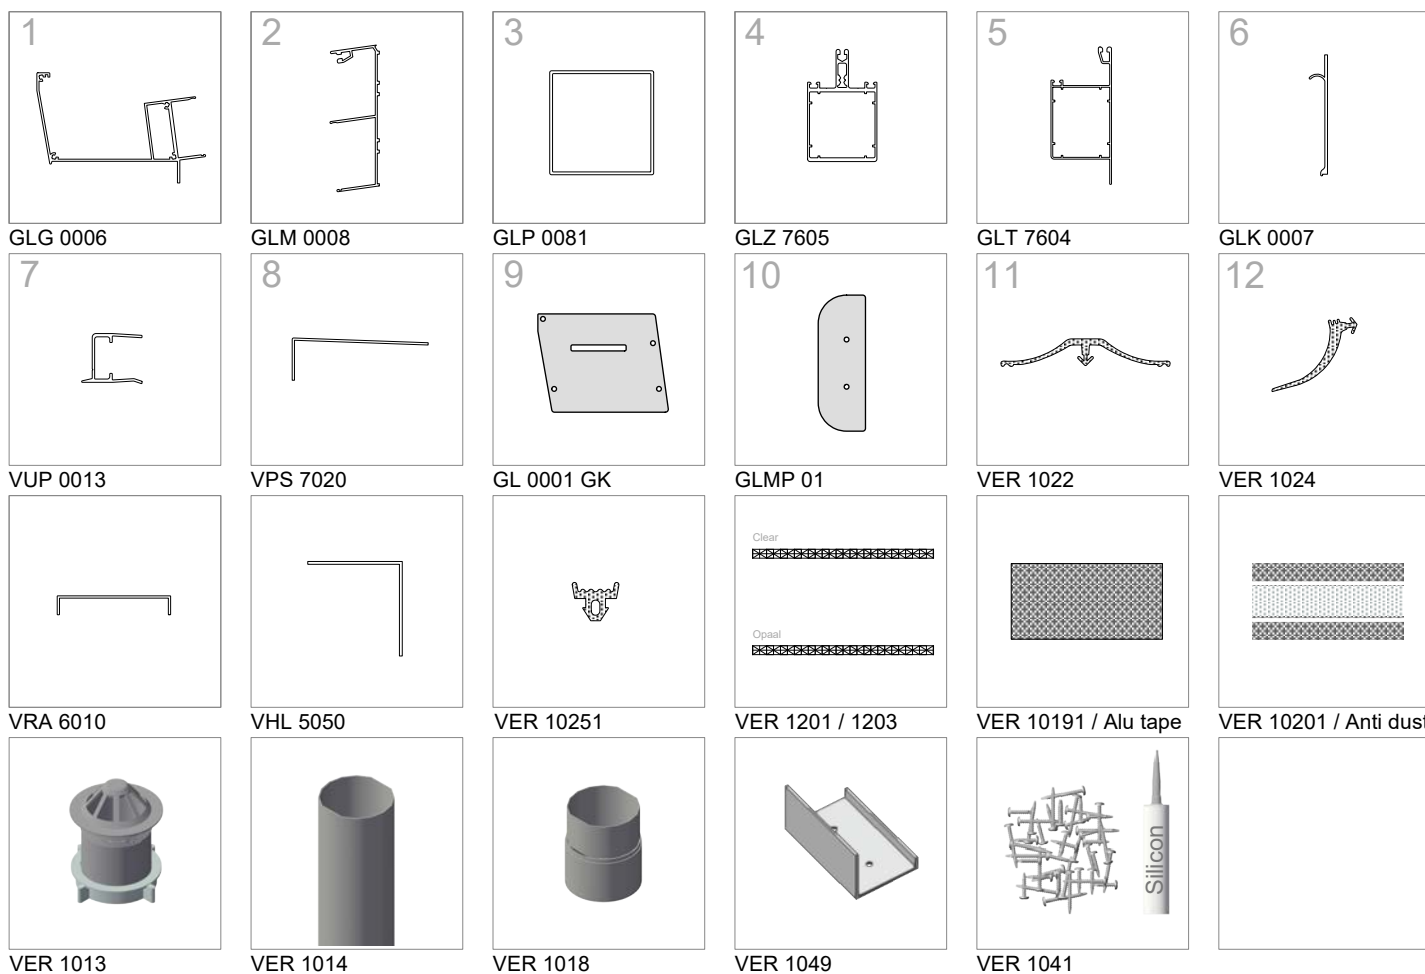 1 2 3 4 5 6
GLG 0006 GLM 0008 GLP 0081 GLZ 7605 GLT 7604 GLK 0007
7 8 9 10 11 12
VUP 0013 VPS 7020 GL 0001 GK GLMP 01 VER 1022 VER 1024
Clear
Opaal
VRA 6010 VHL 5050 VER 10251 VER 1201 / 1203 VER 10191 / Alu tape VER 10201 / Anti dust
Silicon
VER 1013 VER 1014 VER 1018 VER 1049 VER 1041